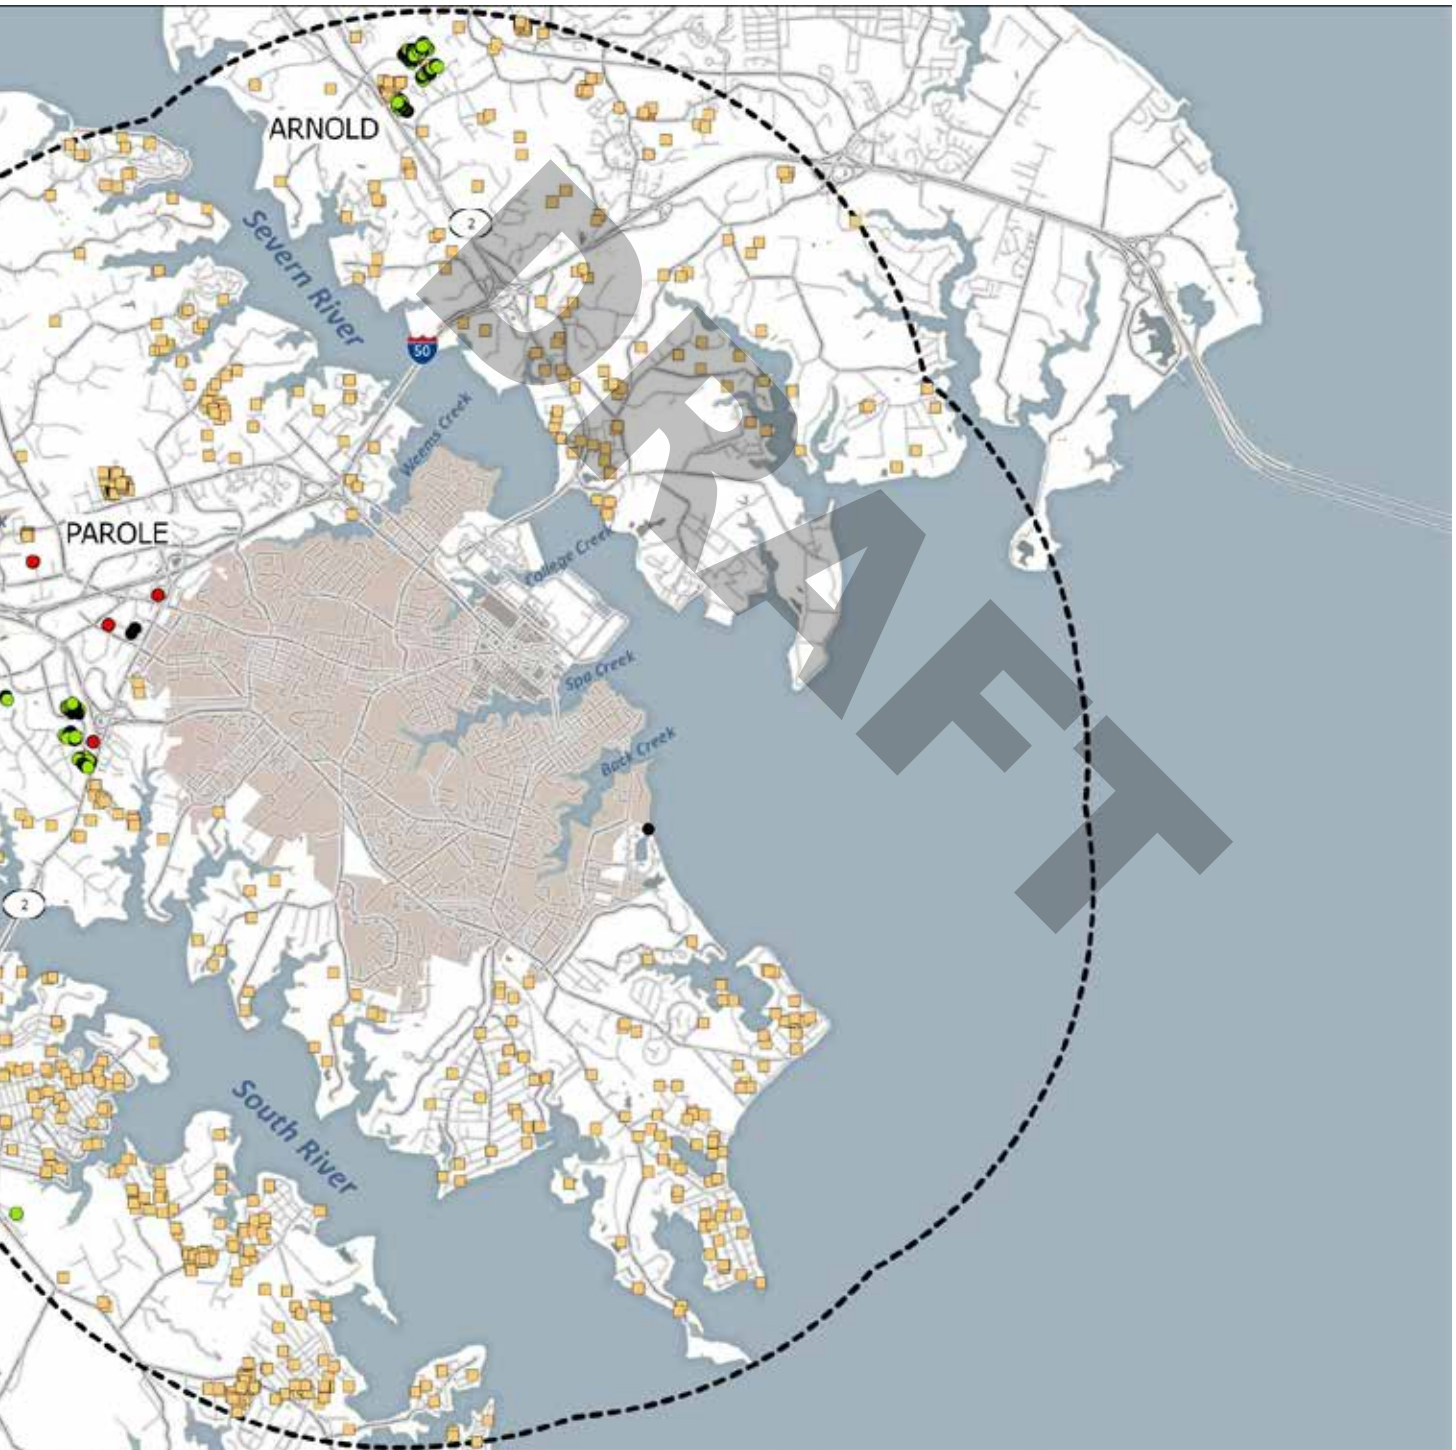 ARNOLD
2
Severn River
50
Weems Creek
DRAFT
PAROLE
College Creek
Spa Creek
Back Creek
2
South River